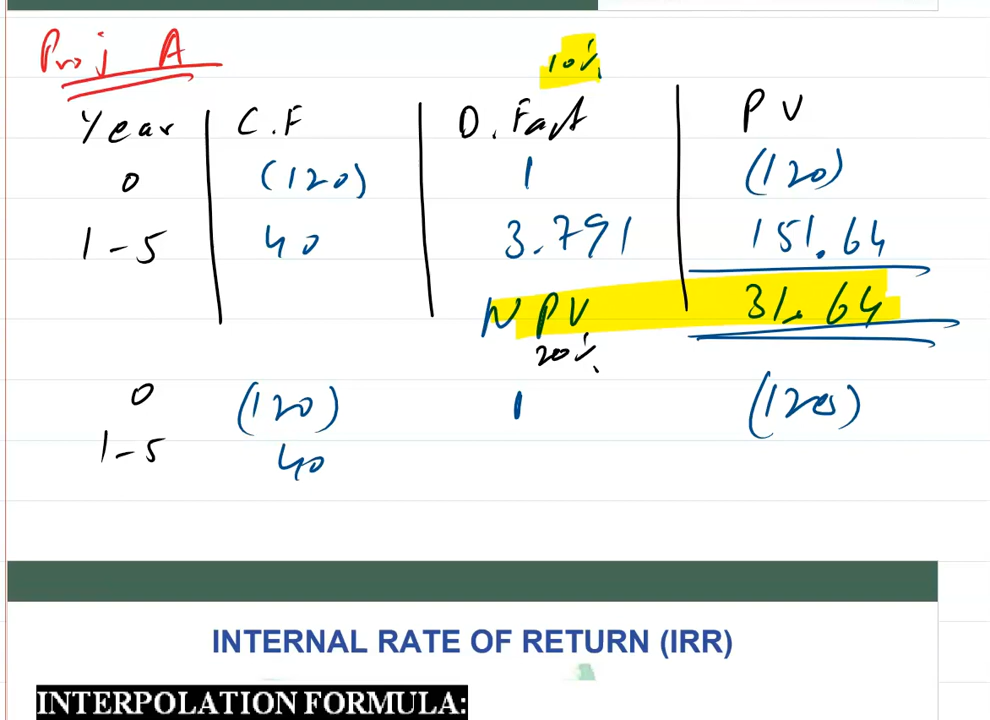 Proj A
10%
Year C.F D. Fact PV
0 (120) 1 (120)
1-5 40 3.791 151.64
NPV 31.64
20%
0 (120) 1 (120)
1-5 40
INTERNAL RATE OF RETURN (IRR)
INTERPOLATION FORMULA: